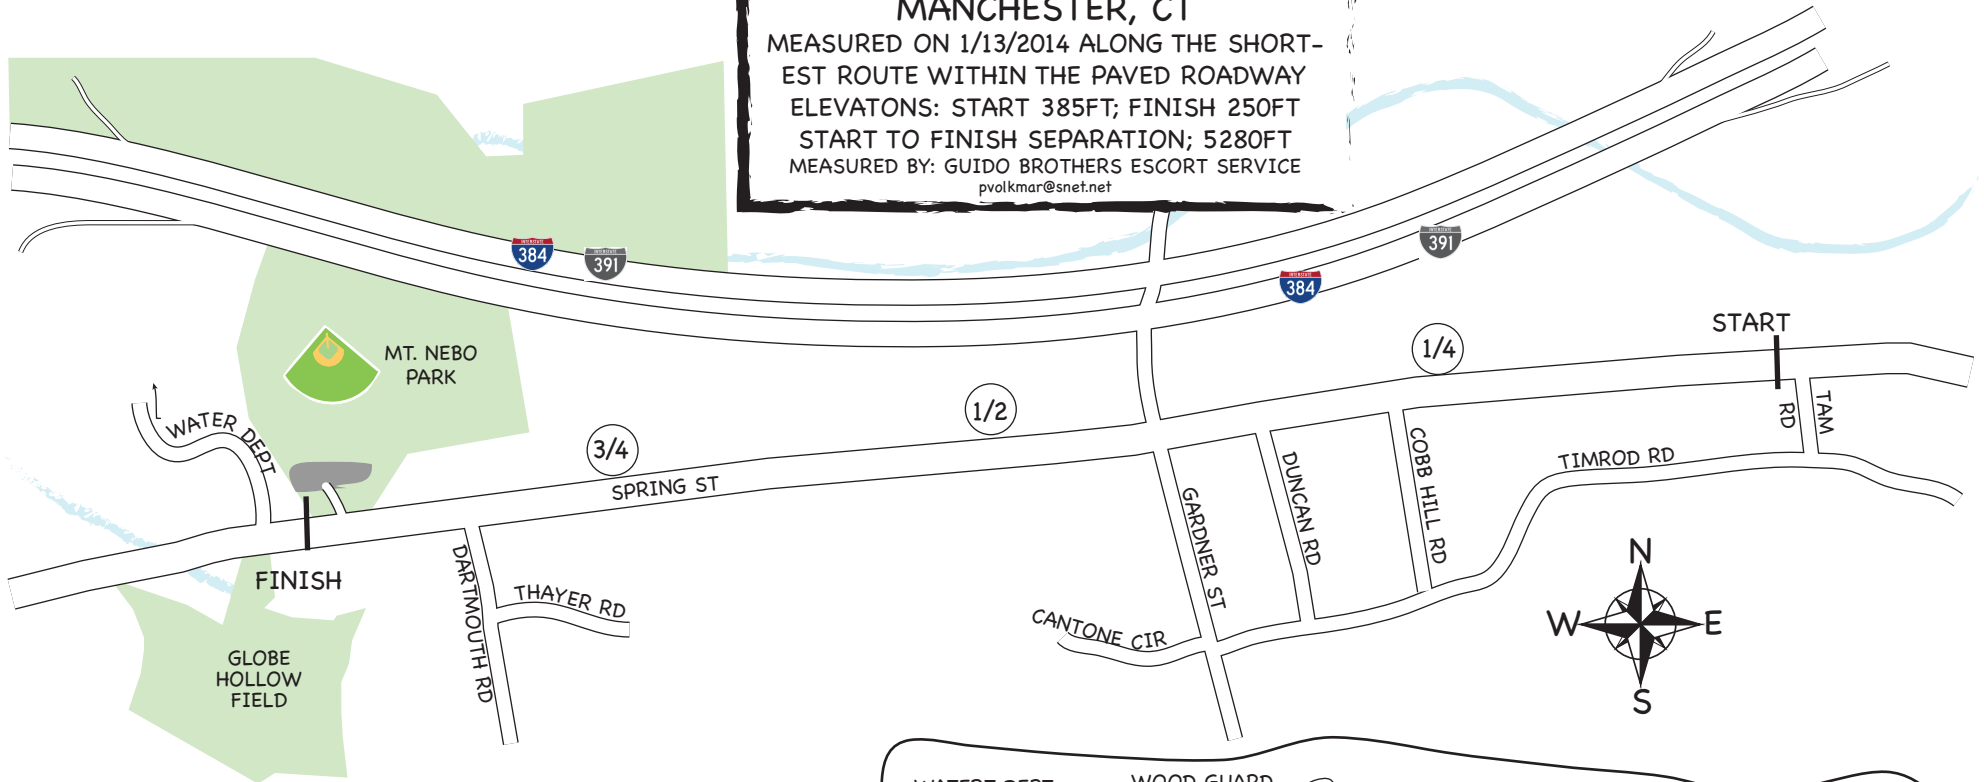 MANCHESTER, CT
MEASURED ON 1/13/2014 ALONG THE SHORT-
EST ROUTE WITHIN THE PAVED ROADWAY
ELEVATONS: START 385FT; FINISH 250FT
START TO FINISH SEPARATION; 5280FT
MEASURED BY: GUIDO BROTHERS ESCORT SERVICE
pvolkmar@snet.net
INTERSTATE
384
INTERSTATE
391
INTERSTATE
391
INTERSTATE
384
START
1/4
MT. NEBO
PARK
1/2
TAM
RD
WATER DEPT
3/4
SPRING ST
COBB HILL RD
DUNCAN RD
TIMROD RD
GARDNER ST
FINISH
DARTMOUTH RD
THAYER RD
CANTONE CIR
N
W
E
S
GLOBE
HOLLOW
FIELD
WOOD GUARD